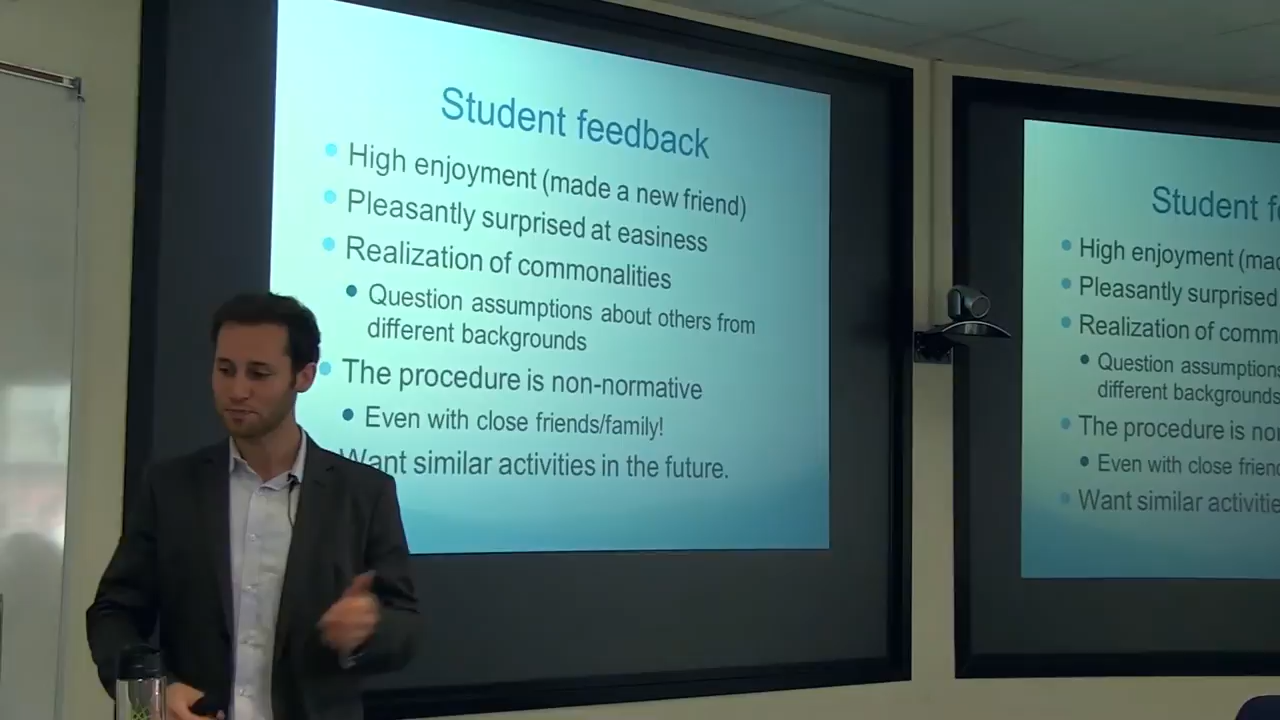 Student feedback
High enjoyment (made a new friend)
Pleasantly surprised at easiness
Realization of commonalities
Question assumptions about others from
different backgrounds
The procedure is non-normative
Even with close friends/family!
Want similar activities in the future.
Student f
High enjoyment (mad
Pleasantly surprised
Realization of comm
Question assumptions
different backgrounds
The procedure is no
Even with close frien
Want similar activitie